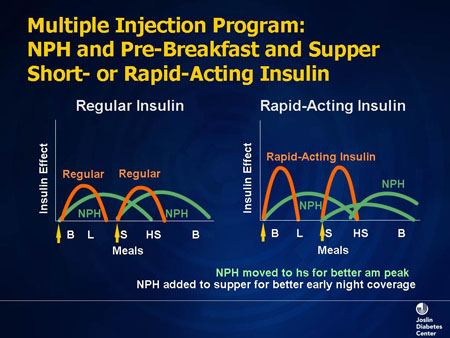 Multiple Injection Program:
NPH and Pre-Breakfast and Supper
Short- or Rapid-Acting Insulin
Regular Insulin
Insulin Effect
Regular
Regular
NPH
NPH
B L S HS B
Meals
Rapid-Acting Insulin
Insulin Effect
Rapid-Acting Insulin
NPH
NPH
B L S HS B
Meals
NPH moved to hs for better am peak
NPH added to supper for better early night coverage
Joslin
Diabetes
Center